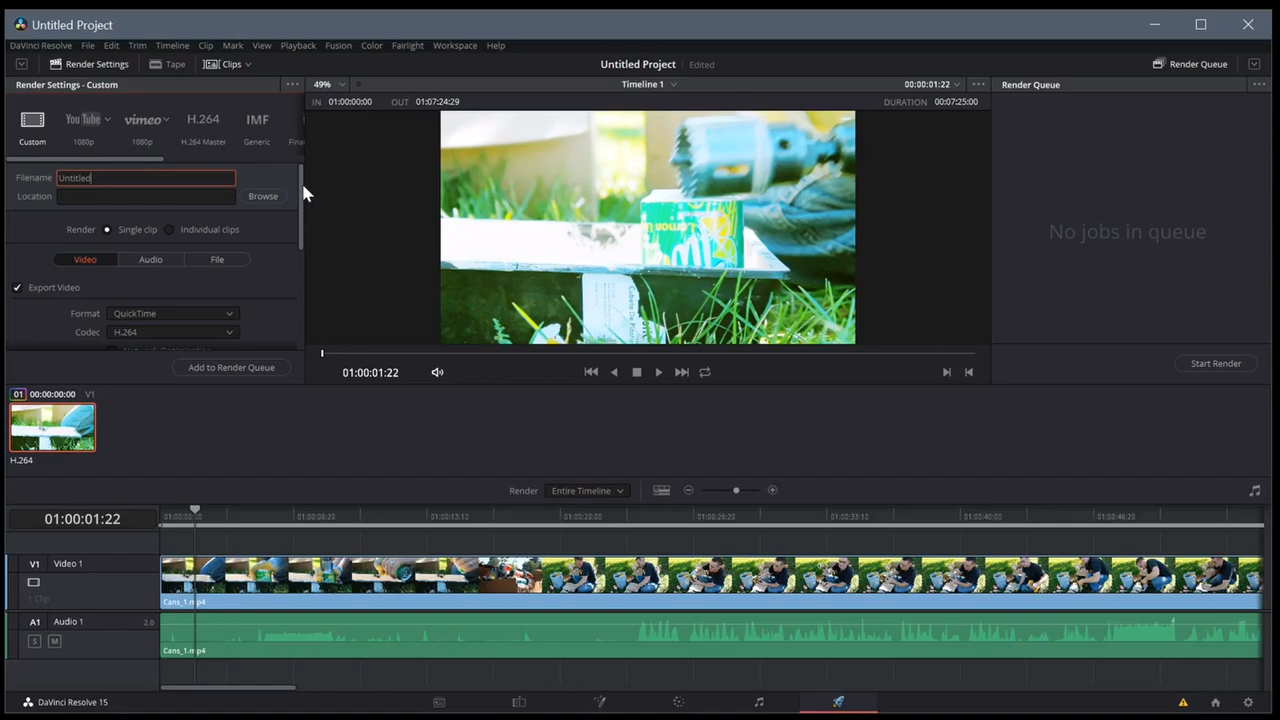 Untitled Project
DaVinci Resolve File Edit Trim Timeline Clip Mark View Playback Fusion Color Fairlight Workspace Help
Render Settings Tape Clips Untitled Project Edited Render Queue
Render Settings - Custom 49% Timeline 1 00:00:01:22 Render Queue
IN 01:00:00:00 OUT 01:07:24:29 DURATION 00:07:25:00
YouTube vimeo H.264 IMF
Custom 1080p 1080p H.264 Master Generic Fina
Filename Untitled
Location Browse
Render Single clip Individual clips
Video Audio File
Export Video
Format QuickTime
Codec H.264
Add to Render Queue
Lemon
No jobs in queue
Start Render
01:00:01:22
01 00:00:00:00 V1
H.264
Render Entire Timeline
01:00:01:22
01:00:00:00 01:00:06:20 01:00:13:10 01:00:20:00 01:00:26:20 01:00:33:10 01:00:40:00 01:00:46:20
V1 Video 1
1 Clip
Cans_1.mp4
A1 Audio 1 2.0
S M
Cans_1.mp4
DaVinci Resolve 15